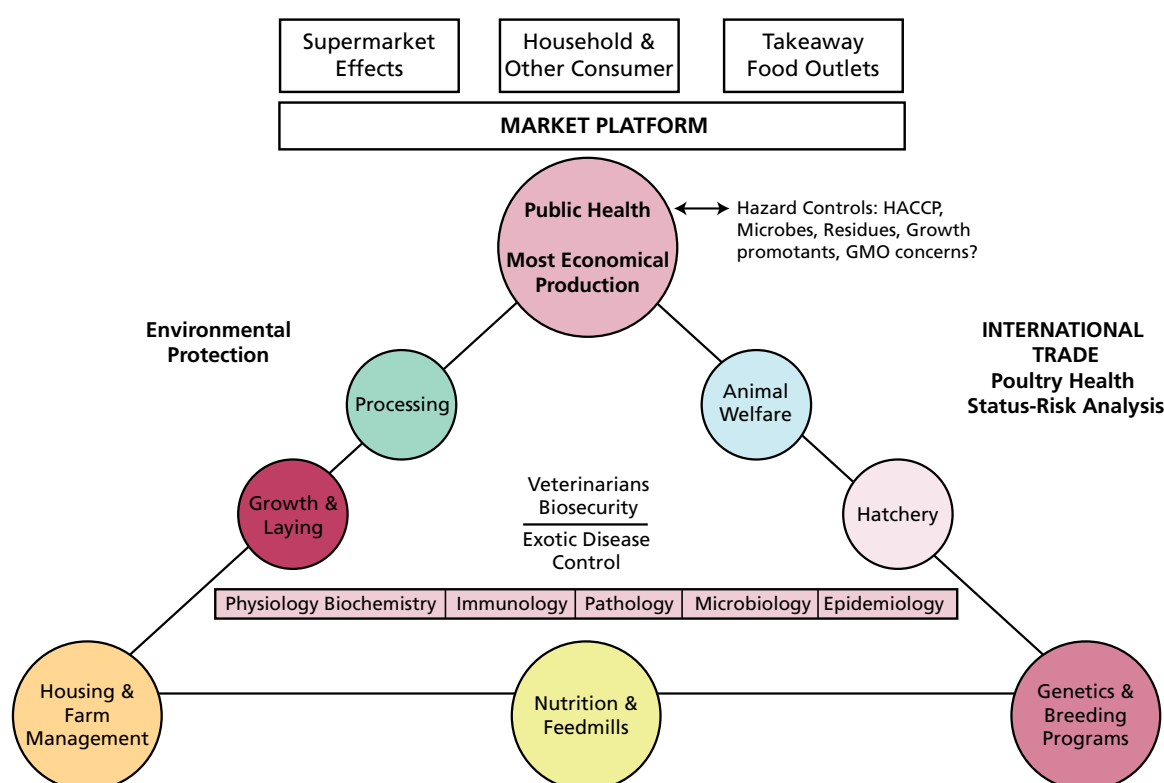 Supermarket
Effects
Household &
Other Consumer
Takeaway
Food Outlets
MARKET PLATFORM
Public Health
Most Economical
Production
Hazard Controls: HACCP,
Microbes, Residues, Growth
promotants, GMO concerns?
Environmental
Protection
INTERNATIONAL
TRADE
Poultry Health
Status-Risk Analysis
Processing
Animal
Welfare
Growth &
Laying
Veterinarians
Biosecurity
Exotic Disease
Control
Hatchery
Physiology Biochemistry
Immunology
Pathology
Microbiology
Epidemiology
Housing &
Farm
Management
Nutrition &
Feedmills
Genetics &
Breeding
Programs